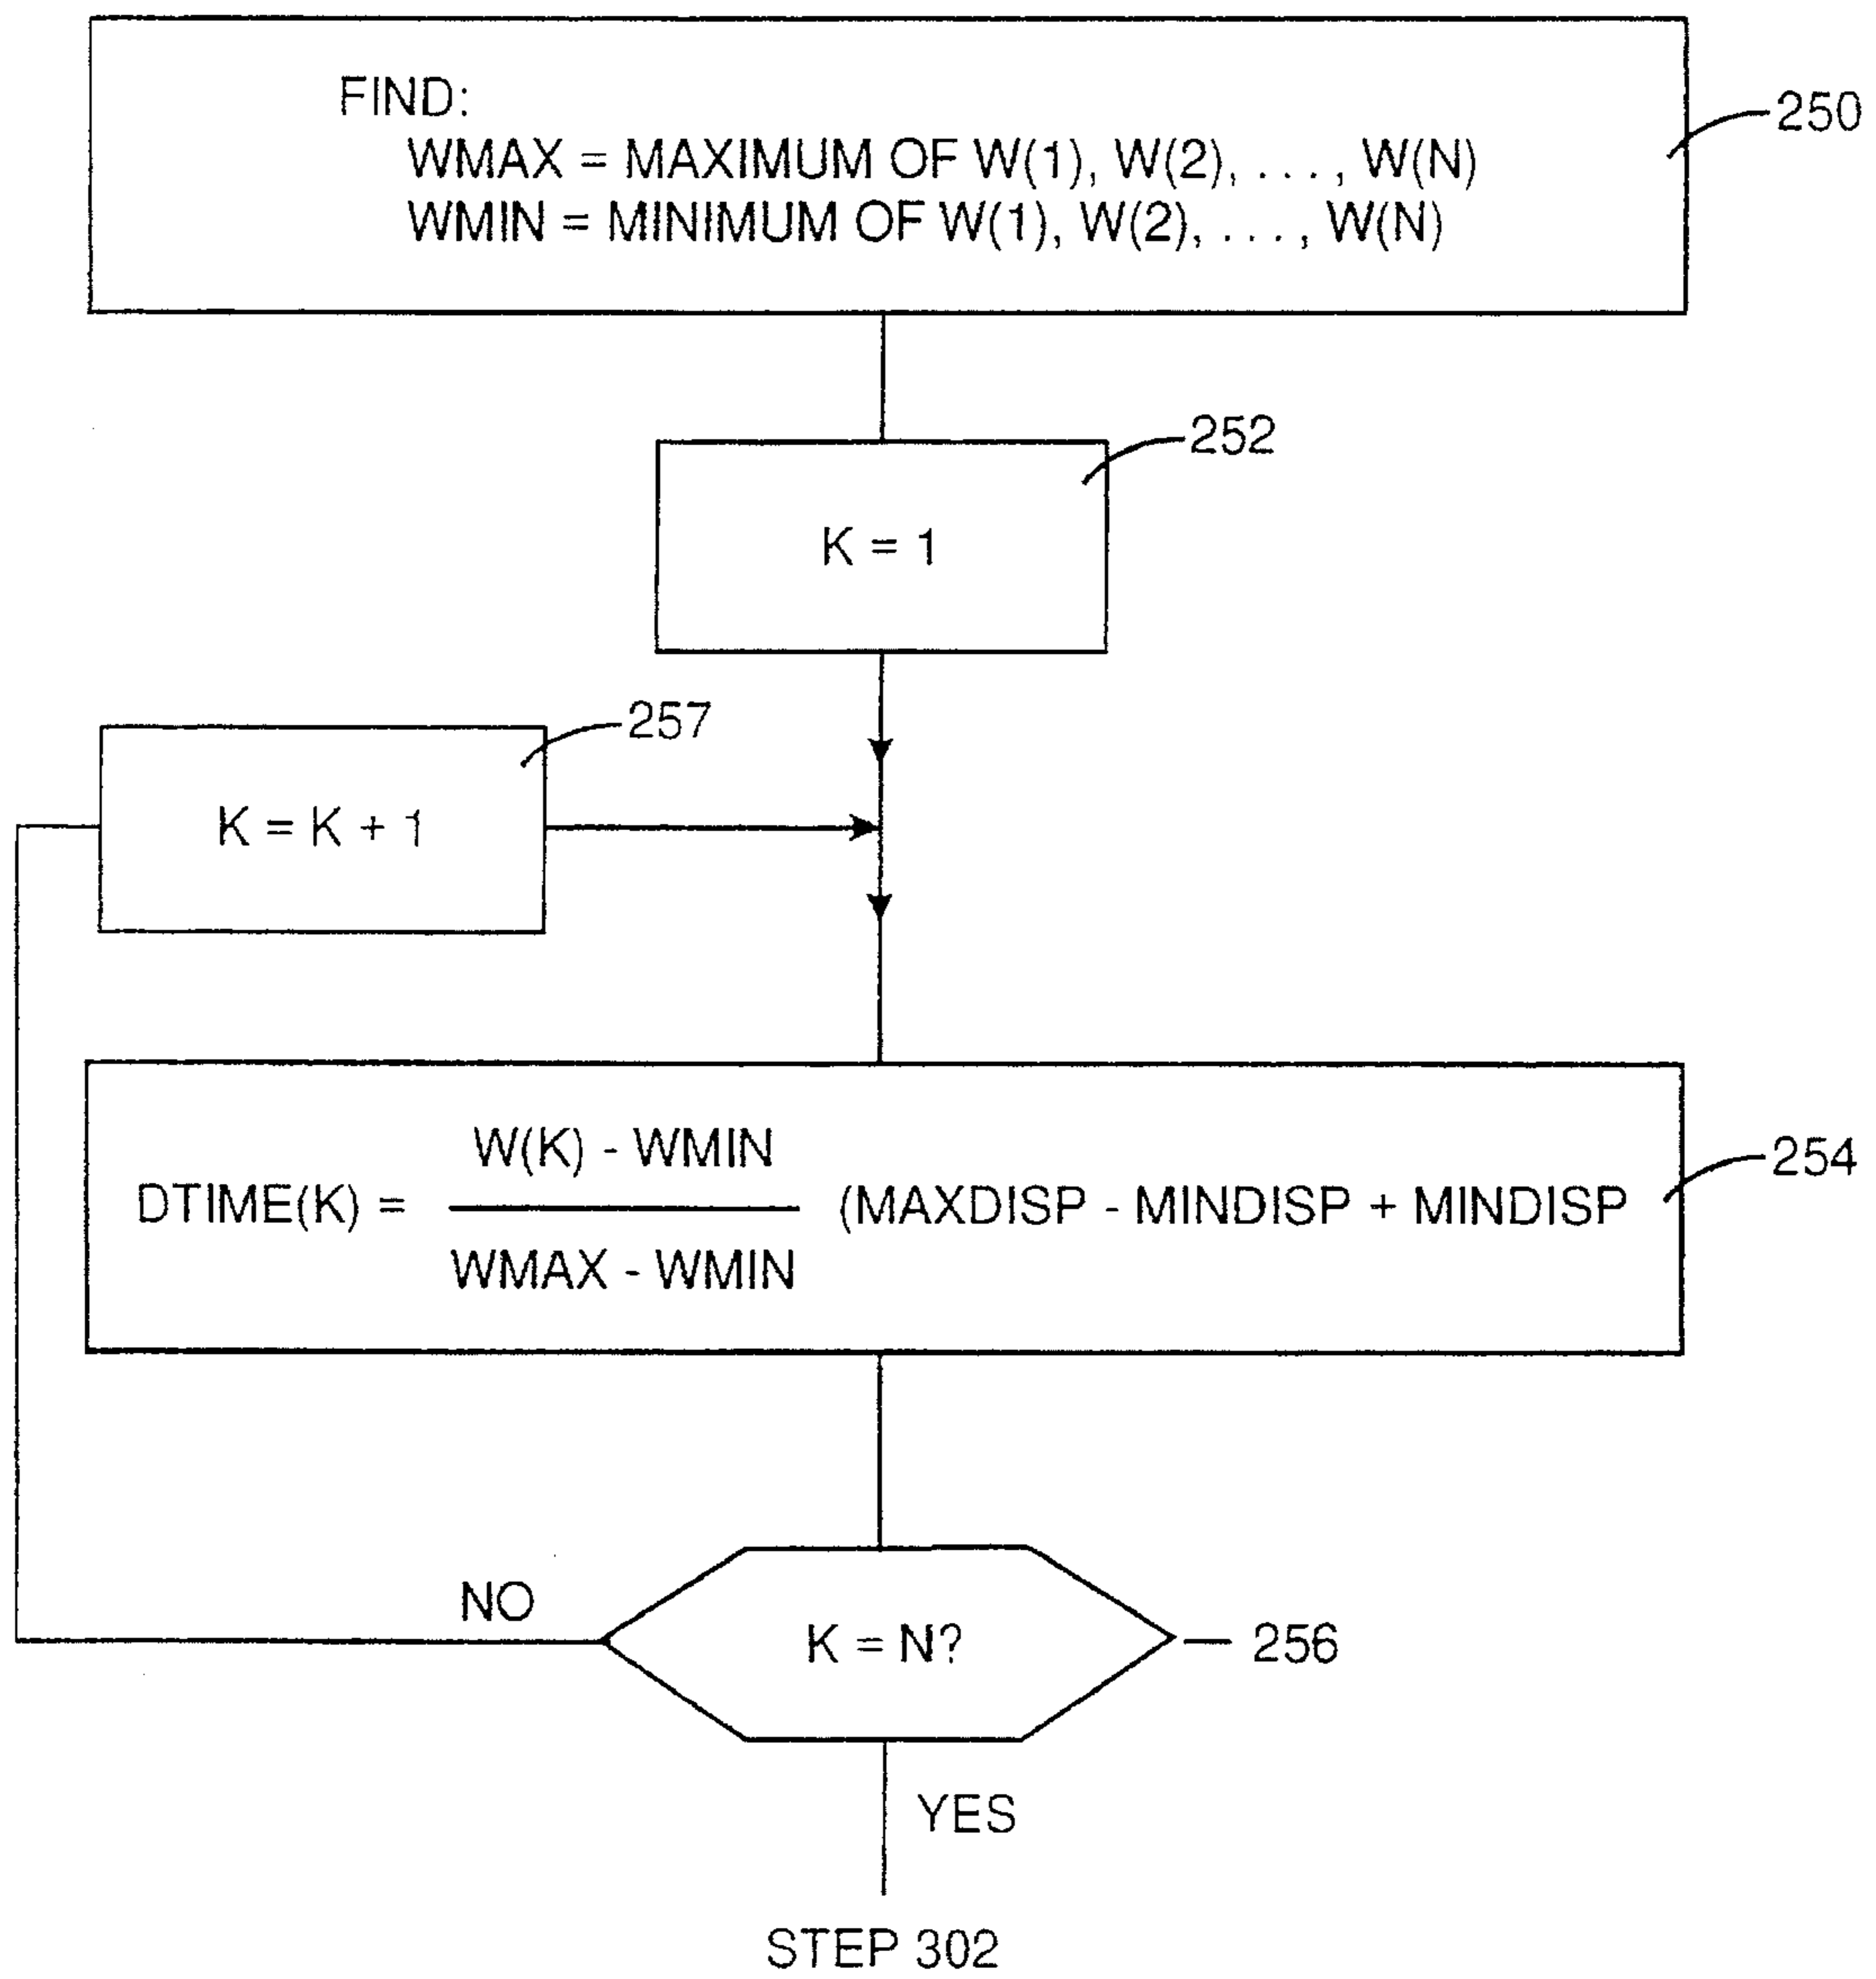 FIND:
WMAX = MAXIMUM OF W(1), W(2), . . . , W(N)
WMIN = MINIMUM OF W(1), W(2), . . . , W(N)
250
252
K = 1
257
K = K + 1
W(K) - WMIN
DTIME(K) = (MAXDISP - MINDISP + MINDISP
WMAX - WMIN
254
NO
K = N?
256
YES
STEP 302